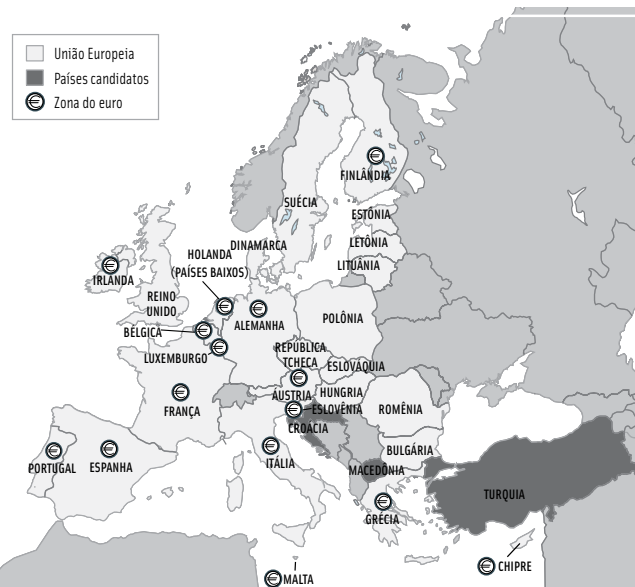 União Europeia
Países candidatos
Zona do euro
FINLÂNDIA
SUÉCIA
ESTÔNIA
LETÔNIA
LITUÂNIA
DINAMARCA
HOLANDA
(PAÍSES BAIXOS)
IRLANDA
REINO
UNIDO
BÉLGICA
ALEMANHA
POLÔNIA
LUXEMBURGO
REPÚBLICA
TCHECA
ESLOVÁQUIA
ÁUSTRIA
HUNGRIA
ESLOVÊNIA
ROMÊNIA
FRANÇA
CROÁCIA
BULGÁRIA
PORTUGAL
ESPANHA
ITÁLIA
MACEDÔNIA
TURQUIA
GRÉCIA
CHIPRE
MALTA